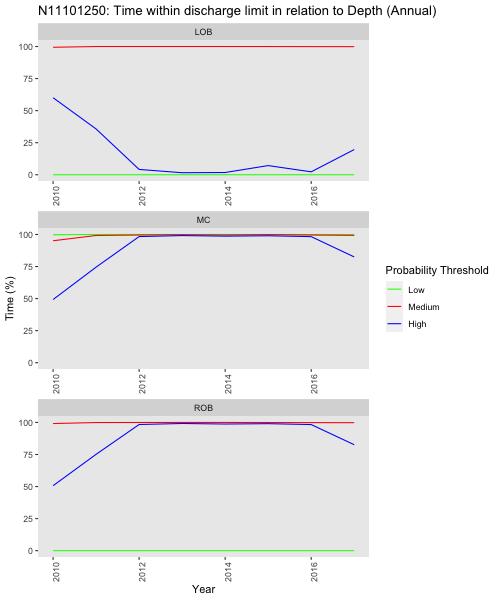 N11101250: Time within discharge limit in relation to Depth (Annual)
LOB
100
75
50
25
0
2010
2012
2014
2016
MC
100
75
50
25
0
2010
2012
2014
2016
Time (%)
Probability Threshold
Low
Medium
High
ROB
100
75
50
25
0
2010
2012
2014
2016
Year